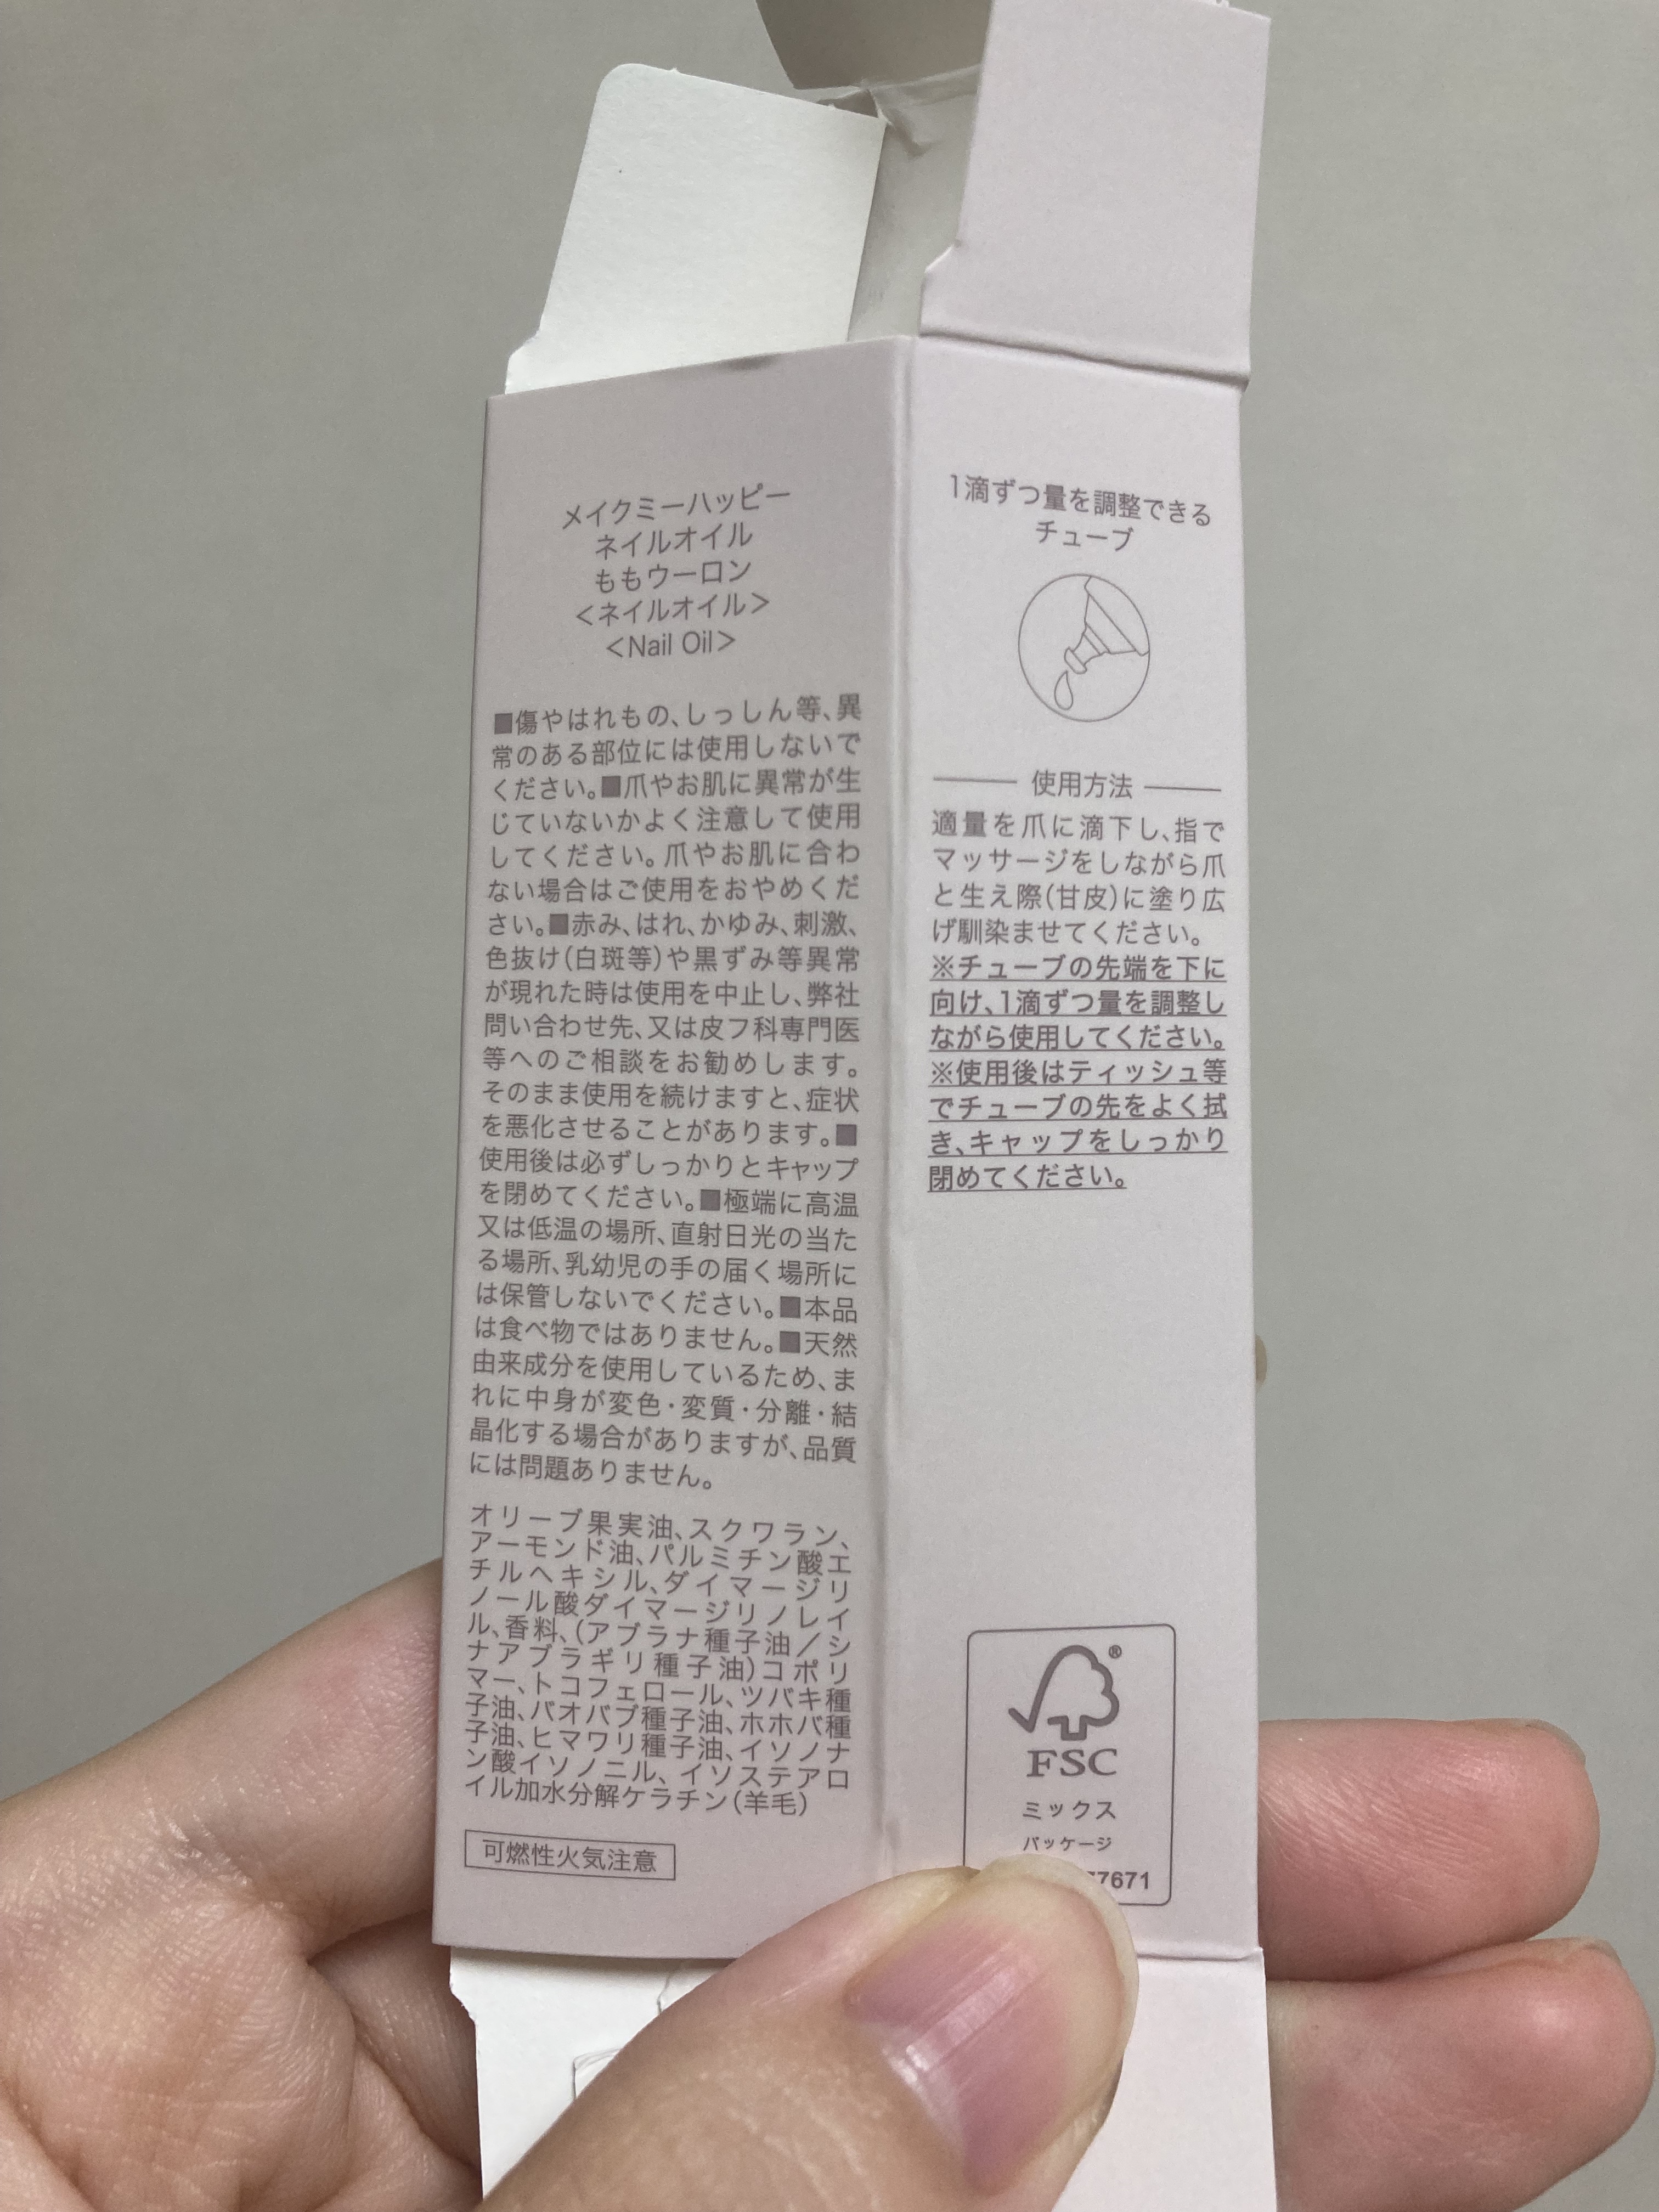 メイクミーハッピー
ネイルオイル
ももウーロン
<ネイルオイル>
<Nail Oil>
■傷やはれもの、しっしん等、異
常のある部位には使用しないで
ください。■爪やお肌に異常が生
じていないかよく注意して使用
してください。爪やお肌に合わ
ない場合はご使用をおやめくだ
さい。■赤み、はれ、かゆみ、刺激、
色抜け(白斑等)や黒ずみ等異常
が現れた時は使用を中止し、弊社
問い合わせ先、又は皮フ科専門医
等へのご相談をお勧めします。
そのまま使用を続けますと、症状
を悪化させることがあります。■
使用後は必ずしっかりとキャップ
を閉めてください。■極端に高温
又は低温の場所、直射日光の当た
る場所、乳幼児の手の届く場所に
は保管しないでください。■本品
は食べ物ではありません。■天然
由来成分を使用しているため、ま
れに中身が変色・変質・分離・結
晶化する場合がありますが、品質
には問題ありません。
オリーブ果実油、スクワラン、
アーモンド油、パルミチン酸エ
チルヘキシル、ダイマージリ
ノール酸ダイマージリノレイ
ル、香料、(アブラナ種子油/シ
ナアブラギリ種子油)コポリ
マー、トコフェロール、ツバキ種
子油、バオバブ種子油、ホホバ種
子油、ヒマワリ種子油、イソノナ
ン酸イソノニル、イソステアロ
イル加水分解ケラチン(羊毛)
可燃性火気注意
1滴ずつ量を調整できる
チューブ
使用方法
適量を爪に滴下し、指で
マッサージをしながら爪
と生え際(甘皮)に塗り広
げ馴染ませてください。
※チューブの先端を下に
向け、1滴ずつ量を調整し
ながら使用してください。
※使用後はティッシュ等
でチューブの先をよく拭
き、キャップをしっかり
閉めてください。
®
FSC
ミックス
パッケージ
7671